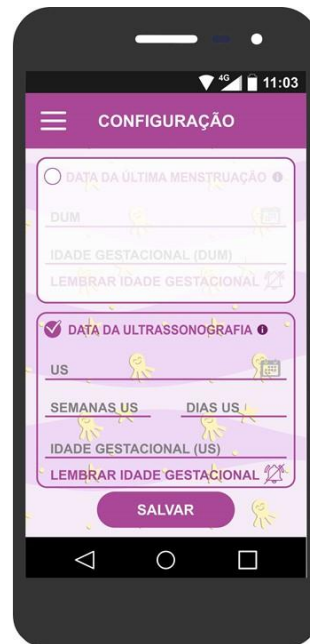 4G 11:03
CONFIGURAÇÃO
DATA DA ÚLTIMA MENSTRUAÇÃO
DUM
IDADE GESTACIONAL (DUM)
LEMBRAR IDADE GESTACIONAL
DATA DA ULTRASSONOGRAFIA
US
SEMANAS US DIAS US
IDADE GESTACIONAL (US)
LEMBRAR IDADE GESTACIONAL
SALVAR